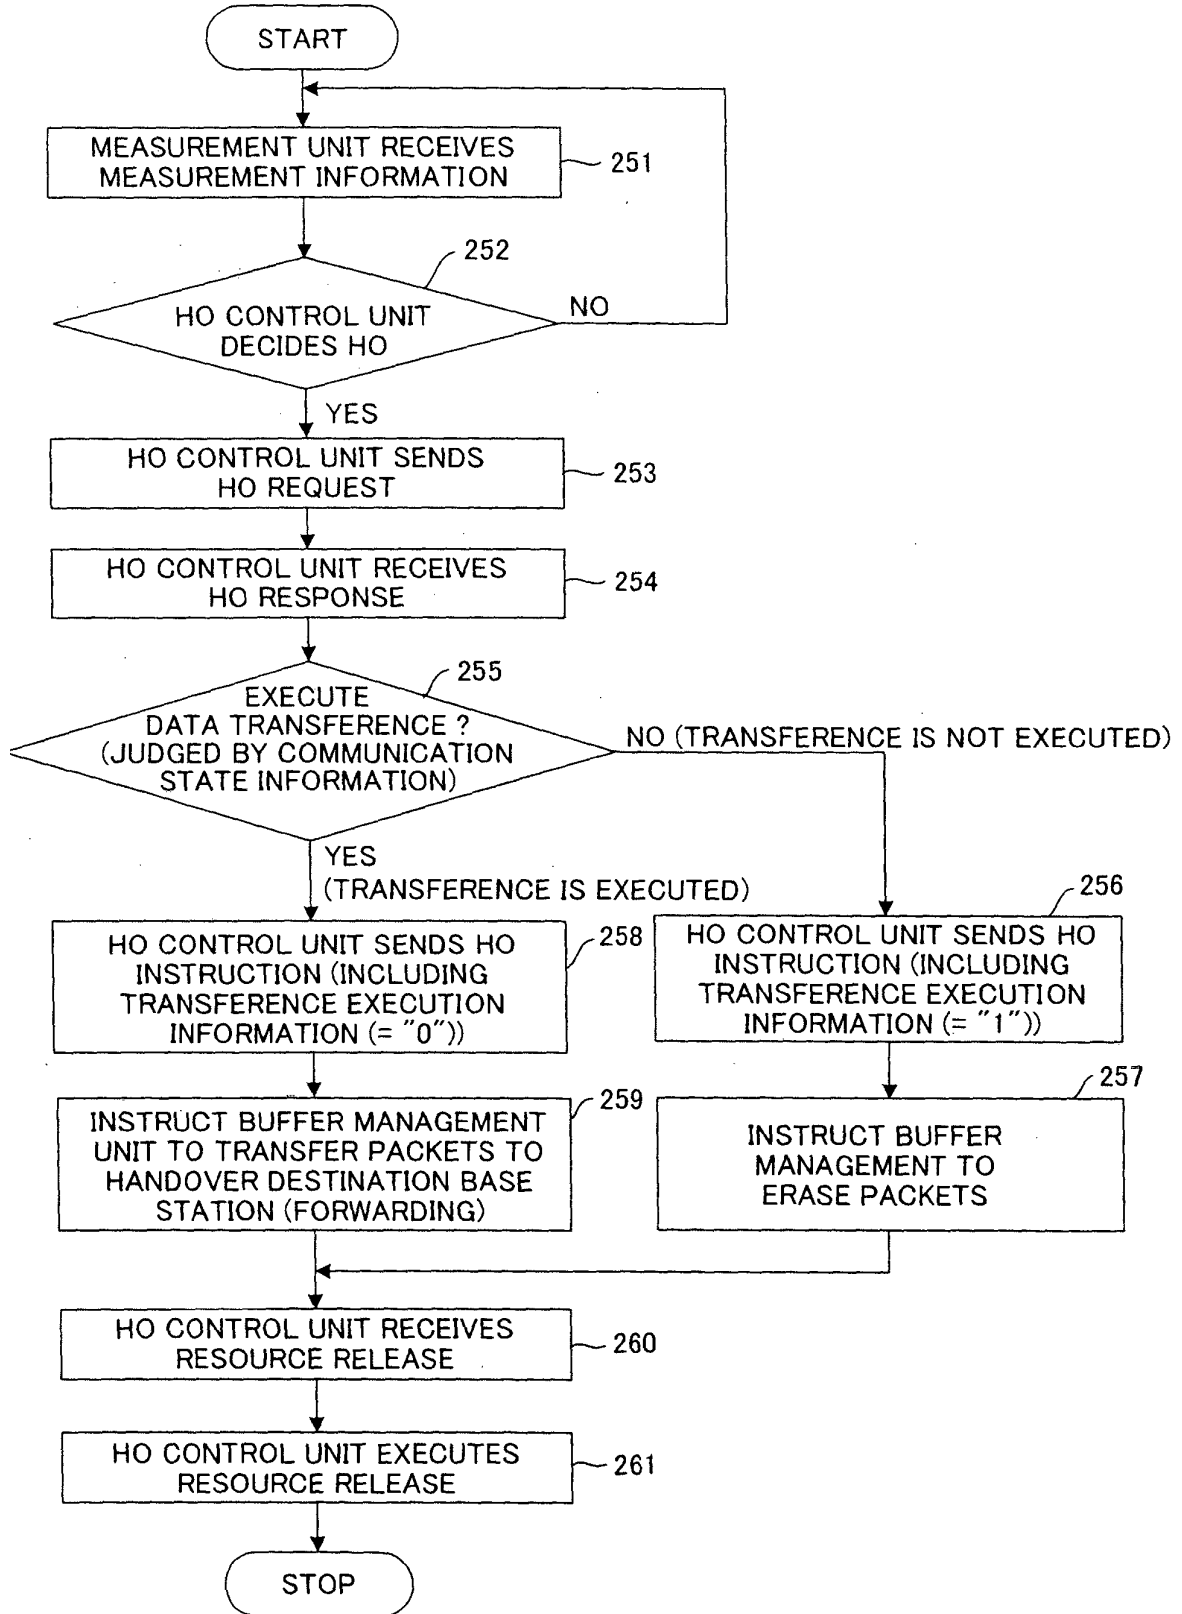 START
MEASUREMENT UNIT RECEIVES
MEASUREMENT INFORMATION
251
252
HO CONTROL UNIT
DECIDES HO
NO
YES
HO CONTROL UNIT SENDS
HO REQUEST
253
HO CONTROL UNIT RECEIVES
HO RESPONSE
254
255
EXECUTE
DATA TRANSFERENCE ?
(JUDGED BY COMMUNICATION
STATE INFORMATION)
NO (TRANSFERENCE IS NOT EXECUTED)
YES
(TRANSFERENCE IS EXECUTED)
HO CONTROL UNIT SENDS HO
INSTRUCTION (INCLUDING
TRANSFERENCE EXECUTION
INFORMATION (= "0"))
258
256
HO CONTROL UNIT SENDS HO
INSTRUCTION (INCLUDING
TRANSFERENCE EXECUTION
INFORMATION (= "1"))
INSTRUCT BUFFER MANAGEMENT
UNIT TO TRANSFER PACKETS TO
HANDOVER DESTINATION BASE
STATION (FORWARDING)
259
257
INSTRUCT BUFFER
MANAGEMENT TO
ERASE PACKETS
HO CONTROL UNIT RECEIVES
RESOURCE RELEASE
260
HO CONTROL UNIT EXECUTES
RESOURCE RELEASE
261
STOP